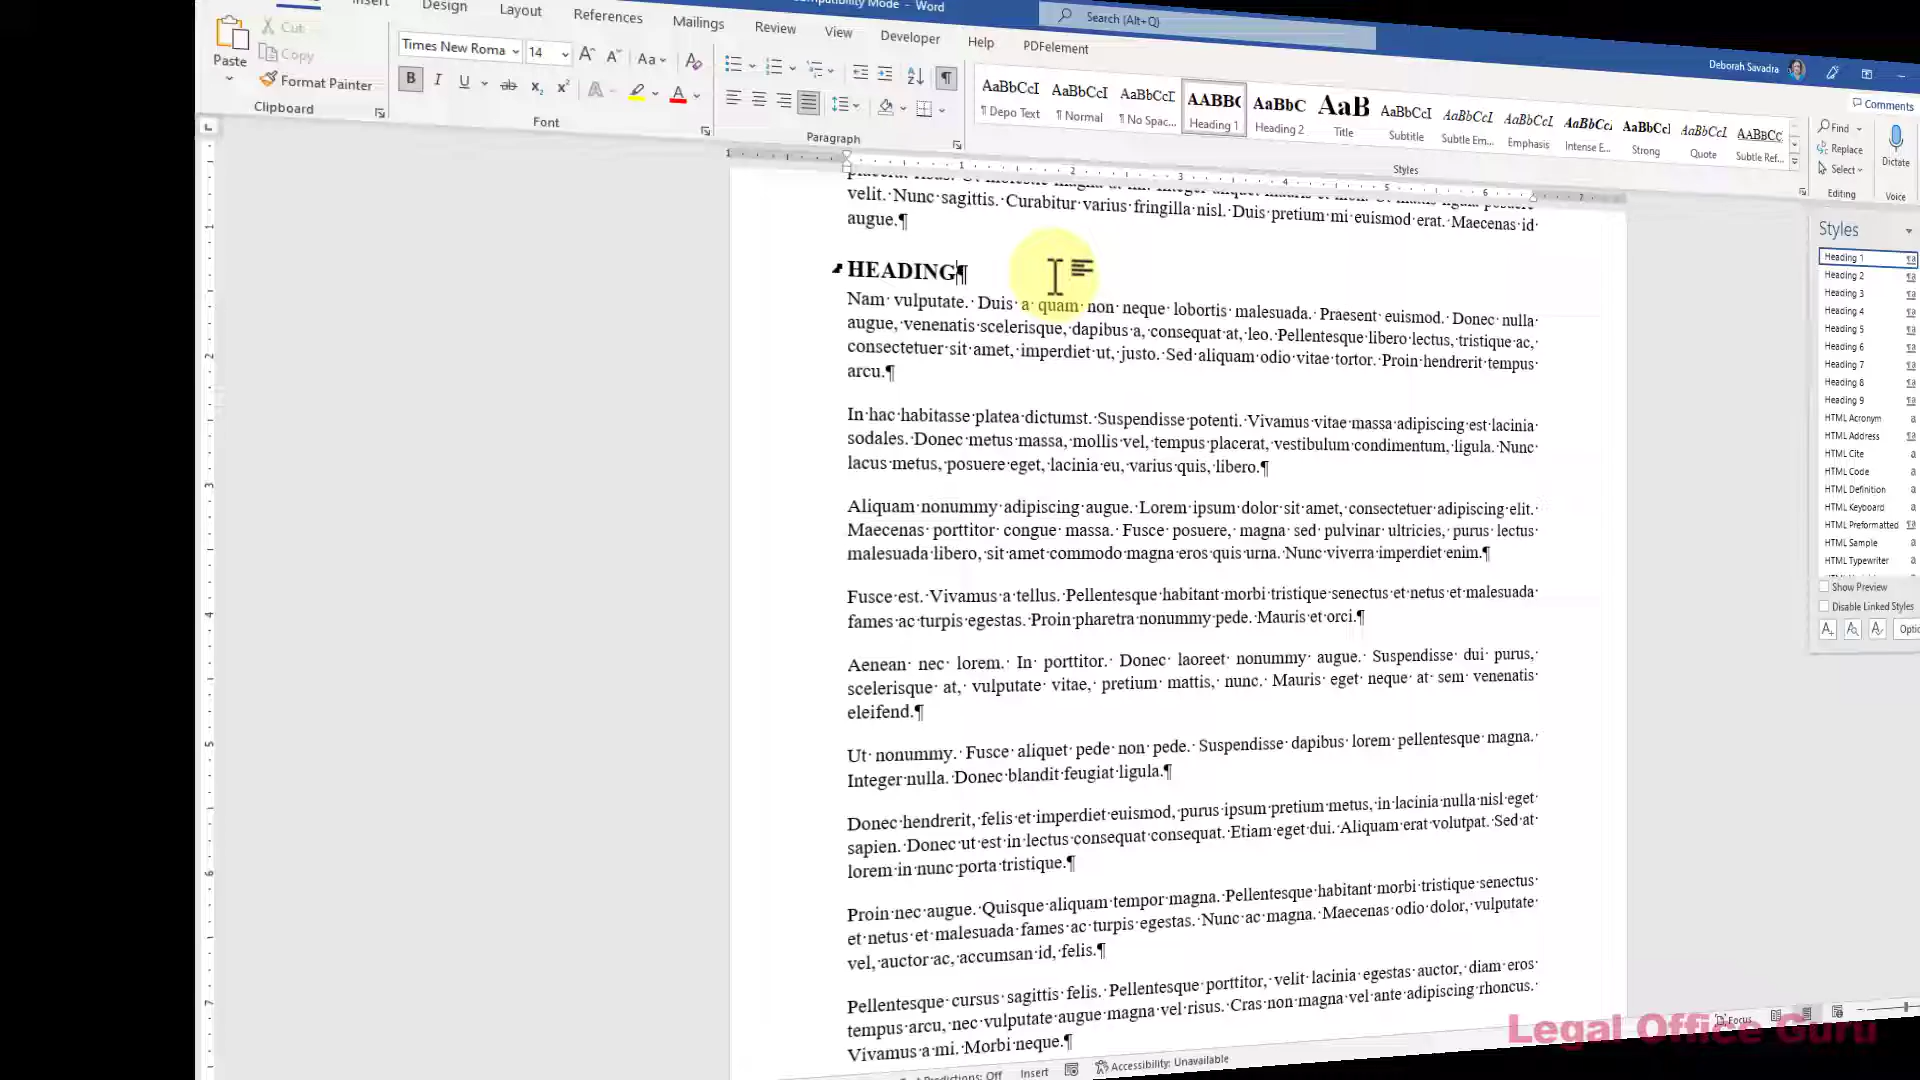 Compatibility Mode - Word
Search (Alt+Q)
Deborah Savadra
Insert
Design
Layout
References
Mailings
Review
View
Developer
Help
PDFelement
Comments
Paste
Cut
Copy
Format Painter
Clipboard
Times New Roma
14
Font
Paragraph
AaBbCcI
¶ Depo Text
AaBbCcI
¶ Normal
AaBbCcI
¶ No Spac...
AABBC
Heading 1
AaBbC
Heading 2
AaB
Title
AaBbCcI
Subtitle
AaBbCcL
Subtle Em...
AaBbCcL
Emphasis
AaBbCc
Intense E...
AaBbCcI
Strong
AaBbCcL
Quote
AABBCC
Subtle Ref...
Styles
Find
Replace
Select
Editing
Dictate
Voice
velit. Nunc sagittis. Curabitur varius fringilla nisl. Duis pretium mi euismod erat. Maecenas id
augue.¶
HEADING¶
Nam vulputate. Duis a quam non neque lobortis malesuada. Praesent euismod. Donec nulla
augue, venenatis scelerisque, dapibus a, consequat at, leo. Pellentesque libero lectus, tristique ac,
consectetuer sit amet, imperdiet ut, justo. Sed aliquam odio vitae tortor. Proin hendrerit tempus
arcu.¶
In hac habitasse platea dictumst. Suspendisse potenti. Vivamus vitae massa adipiscing est lacinia
sodales. Donec metus massa, mollis vel, tempus placerat, vestibulum condimentum, ligula. Nunc
lacus metus, posuere eget, lacinia eu, varius quis, libero.¶
Aliquam nonummy adipiscing augue. Lorem ipsum dolor sit amet, consectetuer adipiscing elit.
Maecenas porttitor congue massa. Fusce posuere, magna sed pulvinar ultricies, purus lectus
malesuada libero, sit amet commodo magna eros quis urna. Nunc viverra imperdiet enim.¶
Fusce est. Vivamus a tellus. Pellentesque habitant morbi tristique senectus et netus et malesuada
fames ac turpis egestas. Proin pharetra nonummy pede. Mauris et orci.¶
Aenean nec lorem. In porttitor. Donec laoreet nonummy augue. Suspendisse dui purus,
scelerisque at, vulputate vitae, pretium mattis, nunc. Mauris eget neque at sem venenatis
eleifend.¶
Ut nonummy. Fusce aliquet pede non pede. Suspendisse dapibus lorem pellentesque magna.
Integer nulla. Donec blandit feugiat ligula.¶
Donec hendrerit, felis et imperdiet euismod, purus ipsum pretium metus, in lacinia nulla nisl eget
sapien. Donec ut est in lectus consequat consequat. Etiam eget dui. Aliquam erat volutpat. Sed at
lorem in nunc porta tristique.¶
Proin nec augue. Quisque aliquam tempor magna. Pellentesque habitant morbi tristique senectus
et netus et malesuada fames ac turpis egestas. Nunc ac magna. Maecenas odio dolor, vulputate
vel, auctor ac, accumsan id, felis.¶
Pellentesque cursus sagittis felis. Pellentesque porttitor, velit lacinia egestas auctor, diam eros
tempus arcu, nec vulputate augue magna vel risus. Cras non magna vel ante adipiscing rhoncus.
Vivamus a mi. Morbi neque.¶
Styles
Heading 1
Heading 2
Heading 3
Heading 4
Heading 5
Heading 6
Heading 7
Heading 8
Heading 9
HTML Acronym
HTML Address
HTML Cite
HTML Code
HTML Definition
HTML Keyboard
HTML Preformatted
HTML Sample
HTML Typewriter
Show Preview
Disable Linked Styles
Predictions: Off
Insert
Accessibility: Unavailable
Focus
Legal Office Guru